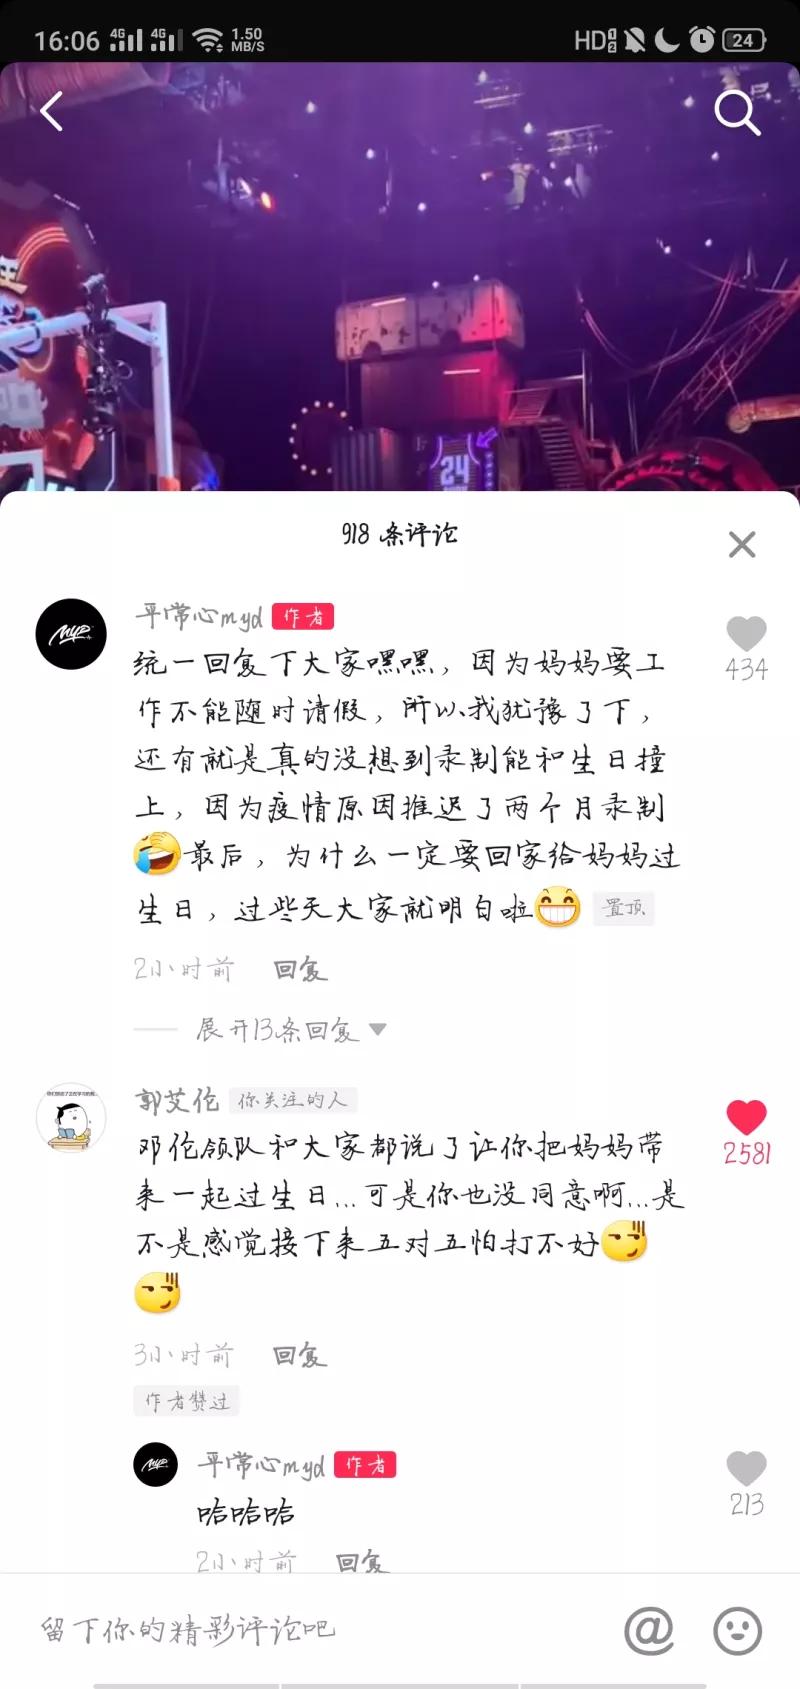 16:06 4G 4G 1.50 MB/S HD 1 2 24
24
918 条评论
平常心myd 作者
统一回复下大家嘿嘿，因为妈妈要工
作不能随时请假，所以我犹豫了下，
还有就是真的没想到录制能和生日撞
上，因为疫情原因推迟了两个月录制
最后，为什么一定要回家给妈妈过
生日，过些天大家就明白啦 置顶
434
2小时前 回复
展开13条回复
郭艾伦 你关注的人
邓伦领队和大家都说了让你把妈妈带
来一起过生日...可是你也没同意啊...是
不是感觉接下来五对五怕打不好
2581
3小时前 回复
作者赞过
MYD
平常心myd 作者
哈哈哈
213
2小时前 回复
留下你的精彩评论吧 @